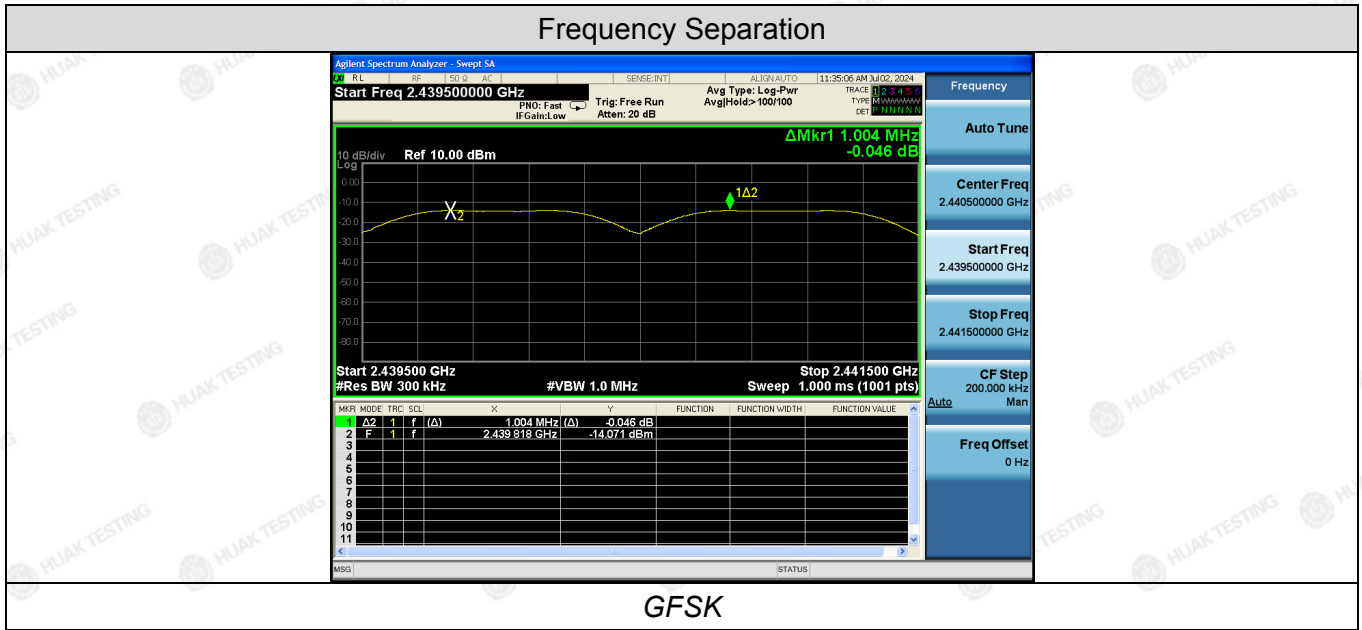 Frequency Separation
Agilent Spectrum Analyzer - Swept SA
LXI RL RF 50 Ω AC SENSE:INT ALIGN AUTO 11:35:06 AM Jul 02, 2024
Start Freq 2.439500000 GHz
PNO: Fast
IFGain:Low
Trig: Free Run
Atten: 20 dB
Avg Type: Log-Pwr
Avg|Hold:>100/100
TRACE 1 2 3 4 5 6
TYPE M WWWWW
DET P N N N N N
ΔMkr1 1.004 MHz
-0.046 dB
10 dB/div Ref 10.00 dBm
Log
0.00
-10.0
-20.0
-30.0
-40.0
-50.0
-60.0
-70.0
-80.0
1Δ2
X2
Start 2.439500 GHz Stop 2.441500 GHz
#Res BW 300 kHz #VBW 1.0 MHz Sweep 1.000 ms (1001 pts)
MKR MODE TRC SCL X Y FUNCTION FUNCTION WIDTH FUNCTION VALUE
1 Δ2 1 f (Δ) 1.004 MHz (Δ) -0.046 dB
2 F 1 f 2.439 818 GHz -14.071 dBm
3
4
5
6
7
8
9
10
11
MSG STATUS
Frequency
Auto Tune
Center Freq
2.440500000 GHz
Start Freq
2.439500000 GHz
Stop Freq
2.441500000 GHz
CF Step
200.000 kHz
Auto Man
Freq Offset
0 Hz
GFSK
HUAK TESTING